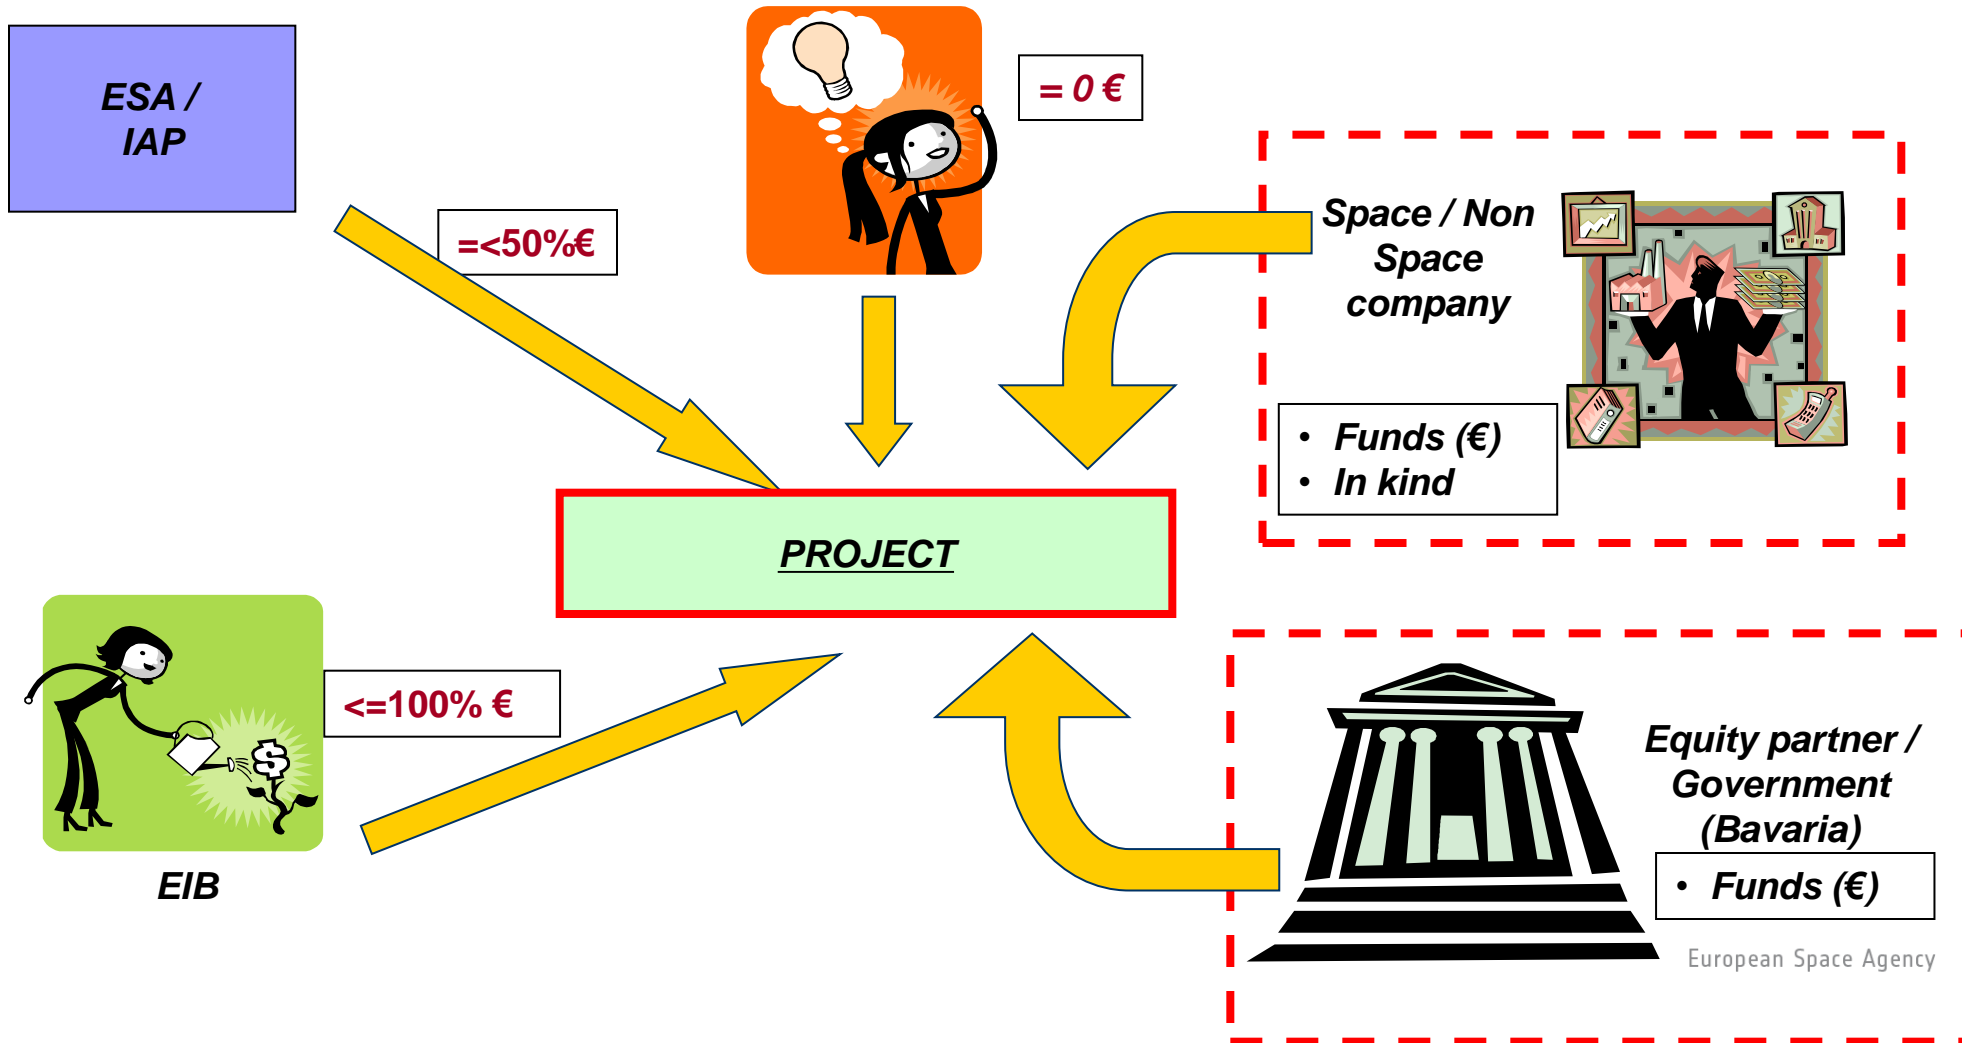 ESA /
IAP
=<50%€
= 0 €
Space / Non
Space
company
• Funds (€)
• In kind
PROJECT
<=100% €
EIB
Equity partner /
Government
(Bavaria)
• Funds (€)
European Space Agency